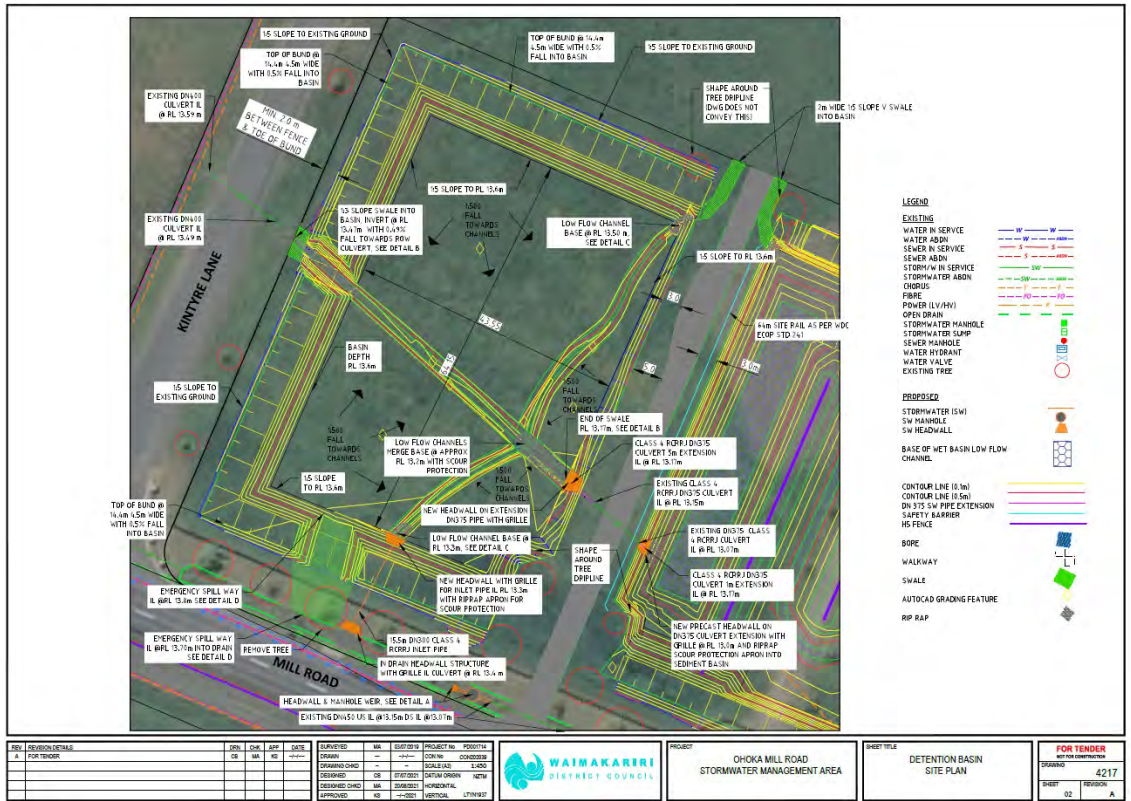 1:5 SLOPE TO EXISTING GROUND
TOP OF BUND @
14.4m
4.5m WIDE
WITH 0.5%
FALL INTO
BASIN
1:5 SLOPE TO EXISTING GROUND
TOP OF BUND @
14.4m 4.5m WIDE
WITH 0.5% FALL INTO
BASIN
EXISTING DN400
CULVERT IL
@ RL 13.59 m
MIN. 2.0 m
BETWEEN FENCE
& TOE OF BUND
SHAPE AROUND
TREE DRIPLINE
(DWG DOES NOT
CONVEY THIS)
2m WIDE 1:5 SLOPE V SWALE
INTO BASIN
1:5 SLOPE TO RL 13.6m
EXISTING DN400
CULVERT IL
@ RL 13.49 m
1:3 SLOPE SWALE INTO
BASIN, INVERT @ RL
13.47m WITH 0.49%
FALL TOWARDS ROW
CULVERT, SEE DETAIL B
1:500
FALL
TOWARDS
CHANNELS
LOW FLOW CHANNEL
BASE @ RL 13.50 m,
SEE DETAIL C
1:5 SLOPE TO RL 13.6m
KINTYRE LANE
3.0
43.55
64.15
5.0
3.0m
64m SITE RAIL AS PER WDC
ECOP STD 241
BASIN
DEPTH
RL 13.6m
1:5 SLOPE TO
EXISTING GROUND
1:500
FALL
TOWARDS
CHANNELS
1:500
FALL
TOWARDS
CHANNELS
END OF SWALE
RL 13.17m, SEE DETAIL B
LOW FLOW CHANNELS
MERGE BASE @ APPROX
RL 13.2m WITH SCOUR
PROTECTION
CLASS 4 RCRRJ DN375
CULVERT 5m EXTENSION
IL @ RL 13.17m
1:5 SLOPE
TO RL 13.6m
1:500
FALL
TOWARDS
CHANNELS
EXISTING CLASS 4
RCRRJ DN375 CULVERT
IL @ RL 13.15m
TOP OF BUND @
14.4m 4.5m WIDE
WITH 0.5% FALL
INTO BASIN
NEW HEADWALL ON EXTENSION
DN375 PIPE WITH GRILLE
LOW FLOW CHANNEL BASE @
RL 13.3m, SEE DETAIL C
EXISTING DN375 CLASS
4 RCRRJ CULVERT
IL @ RL 13.07m
SHAPE
AROUND
TREE
DRIPLINE
CLASS 4 RCRRJ DN375
CULVERT 1m EXTENSION
IL @ RL 13.17m
EMERGENCY SPILL WAY
IL @RL 13.8m SEE DETAIL D
NEW HEADWALL WITH GRILLE
FOR INLET PIPE IL RL 13.3m
WITH RIPRAP APRON FOR
SCOUR PROTECTION
NEW PRECAST HEADWALL ON
DN375 CULVERT EXTENSION WITH
GRILLE @ RL 13.0m AND RIPRAP
SCOUR PROTECTION APRON INTO
SEDIMENT BASIN
EMERGENCY SPILL WAY
IL @RL 13.70m INTO DRAIN
SEE DETAIL D
REMOVE TREE
15.5m DN300 CLASS 4
RCRRJ INLET PIPE
IN DRAIN HEADWALL STRUCTURE
WITH GRILLE IL CULVERT @ RL 13.4 m
MILL ROAD
HEADWALL & MANHOLE WEIR, SEE DETAIL A
EXISTING DN450 US IL @13.15m DS IL @13.07m
LEGEND
EXISTING
WATER IN SERVCE
WATER ABDN
SEWER IN SERVICE
SEWER ABDN
STORM/W IN SERVICE
STORMWATER ABDN
CHORUS
FIBRE
POWER (LV/HV)
OPEN DRAIN
STORMWATER MANHOLE
STORMWATER SUMP
SEWER MANHOLE
WATER HYDRANT
WATER VALVE
EXISTING TREE
PROPOSED
STORMWATER (SW)
SW MANHOLE
SW HEADWALL
BASE OF WET BASIN LOW FLOW
CHANNEL
CONTOUR LINE (0.1m)
CONTOUR LINE (0.5m)
DN 375 SW PIPE EXTENSION
SAFETY BARRIER
HS FENCE
BORE
WALKWAY
SWALE
AUTOCAD GRADING FEATURE
RIP RAP
REV REVISION DETAILS DRN CHK APP DATE
A FOR TENDER CB MA KS --/--/--
SURVEYED MA 03/07/2019 PROJECT No PD001714
DRAWN - --/--/-- CON No
DRAWING CHKD - - SCALE (A3) 1:450
DESIGNED CB 07/07/2021 DATUM ORIGIN NZTM
DESIGNED CHKD MA 20/08/2021 HORIZONTAL
APPROVED KS --/--/2021 VERTICAL LYTTN1937
WAIMAKARIRI
DISTRICT COUNCIL
PROJECT
OHOKA MILL ROAD
STORMWATER MANAGEMENT AREA
SHEET TITLE
DETENTION BASIN
SITE PLAN
FOR TENDER
NOT FOR CONSTRUCTION
DRAWING
4217
SHEET REVISION
02 A